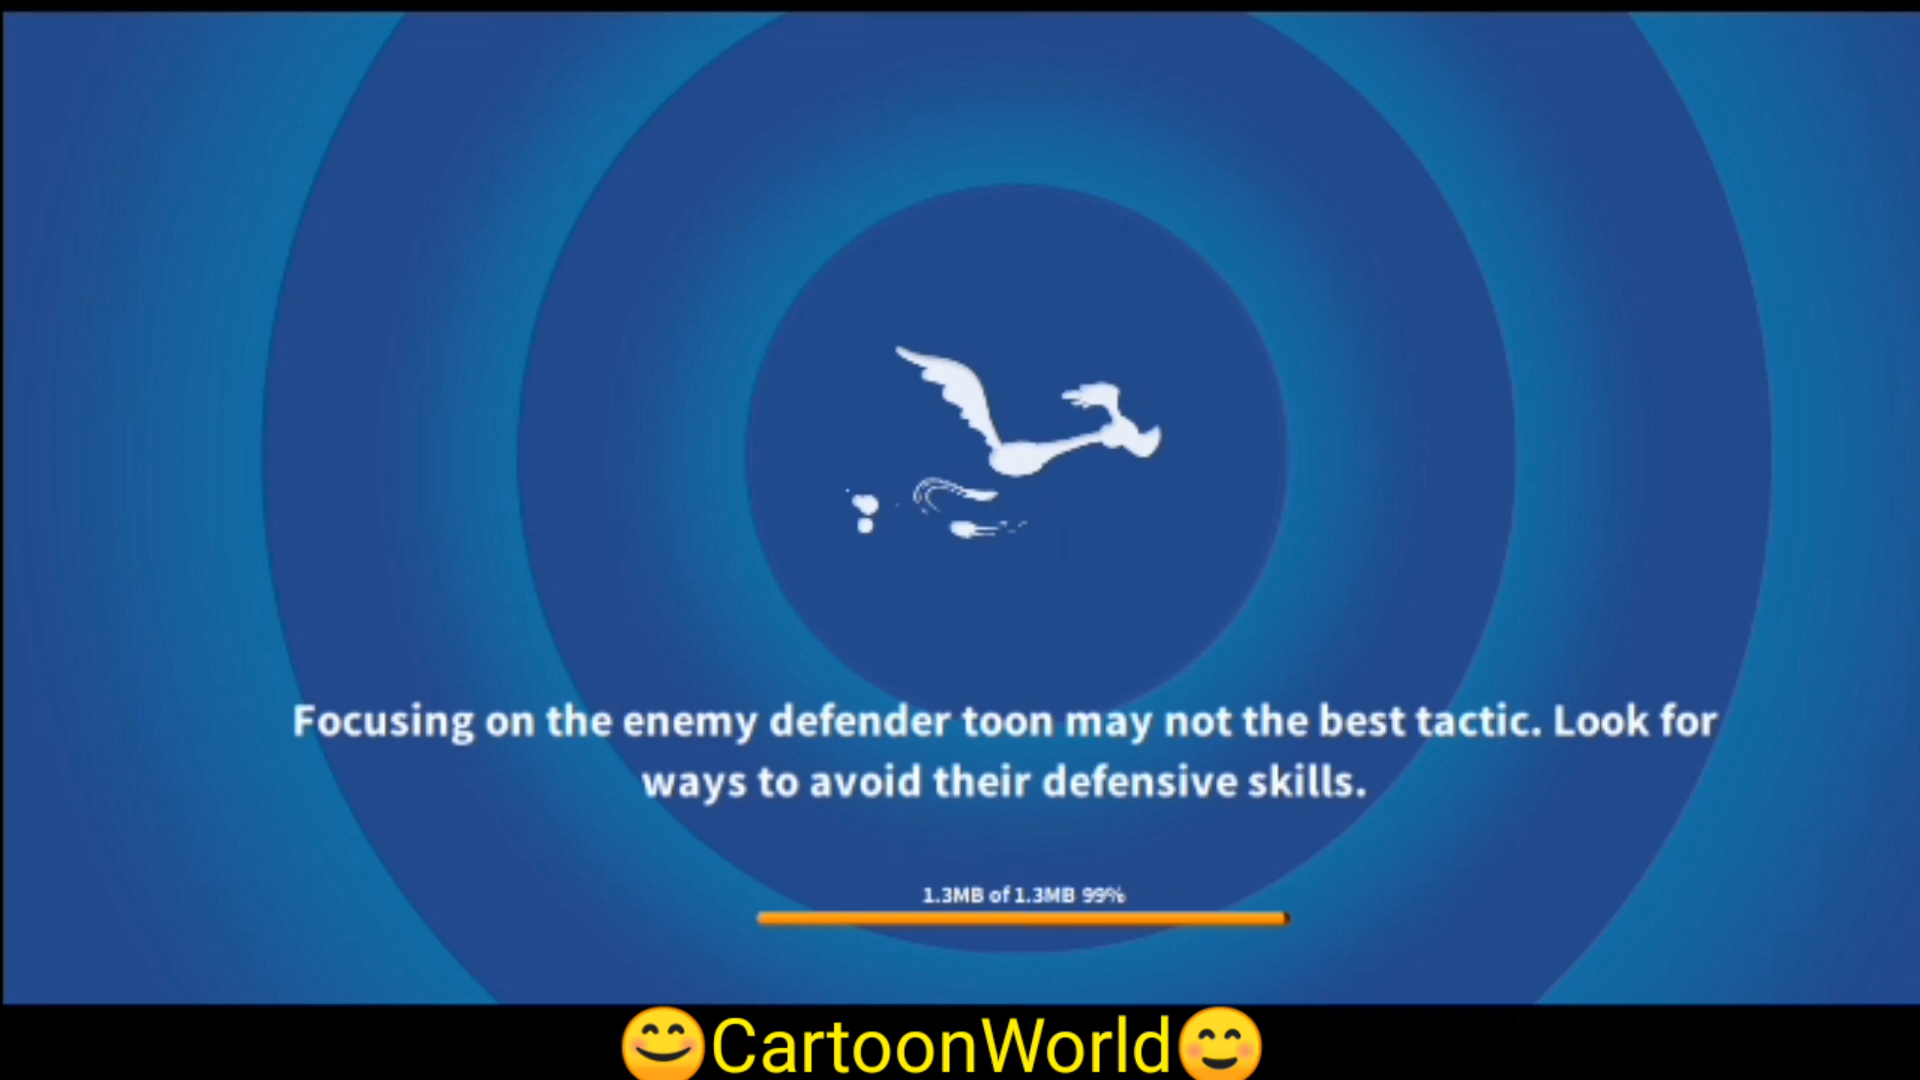 Focusing on the enemy defender toon may not the best tactic. Look for
ways to avoid their defensive skills.
1.3MB of 1.3MB 99%
😊CartoonWorld😊